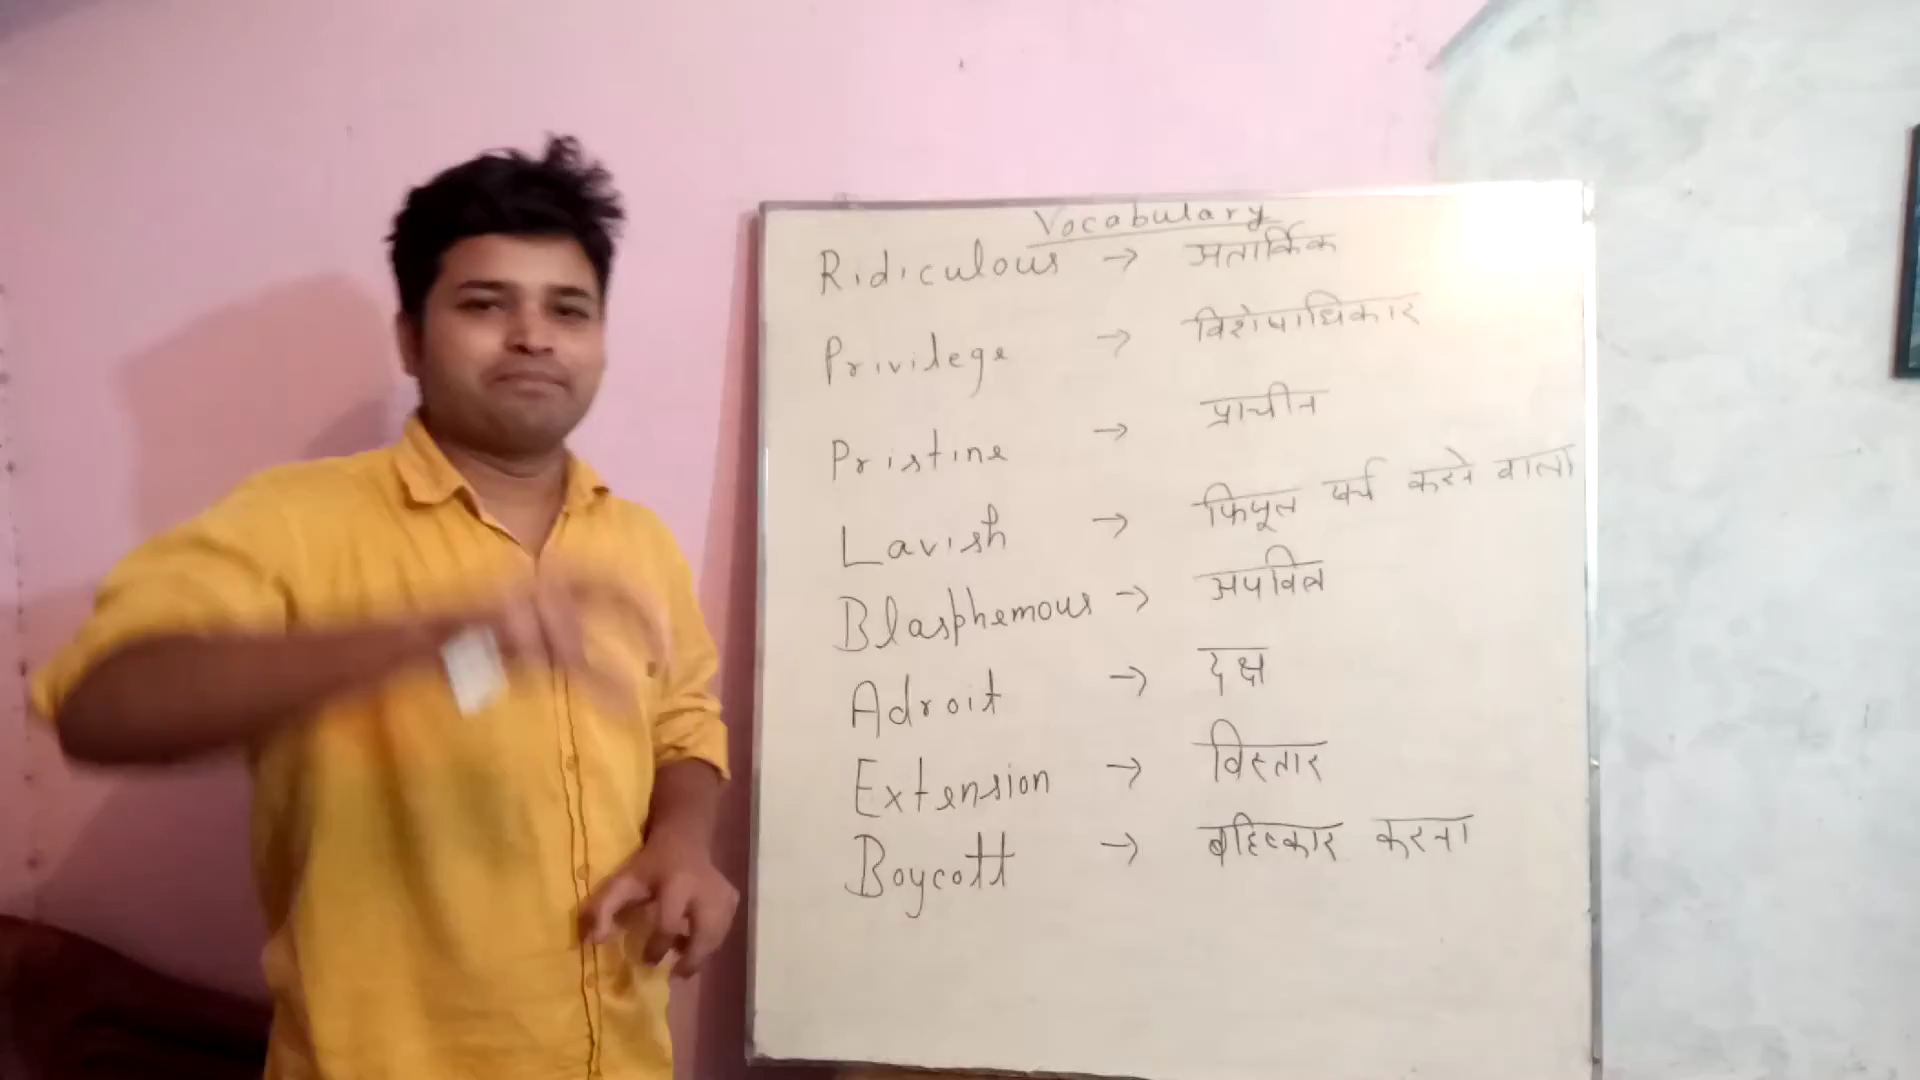 Vocabulary
Ridiculous → अतार्किक
Privilege → विशेषाधिकार
Pristine → प्राचीन
Lavish → फिजूल खर्च करने वाला
Blasphemous → अपवित्र
Adroit → दक्ष
Extension → विस्तार
Boycott → बहिष्कार करना